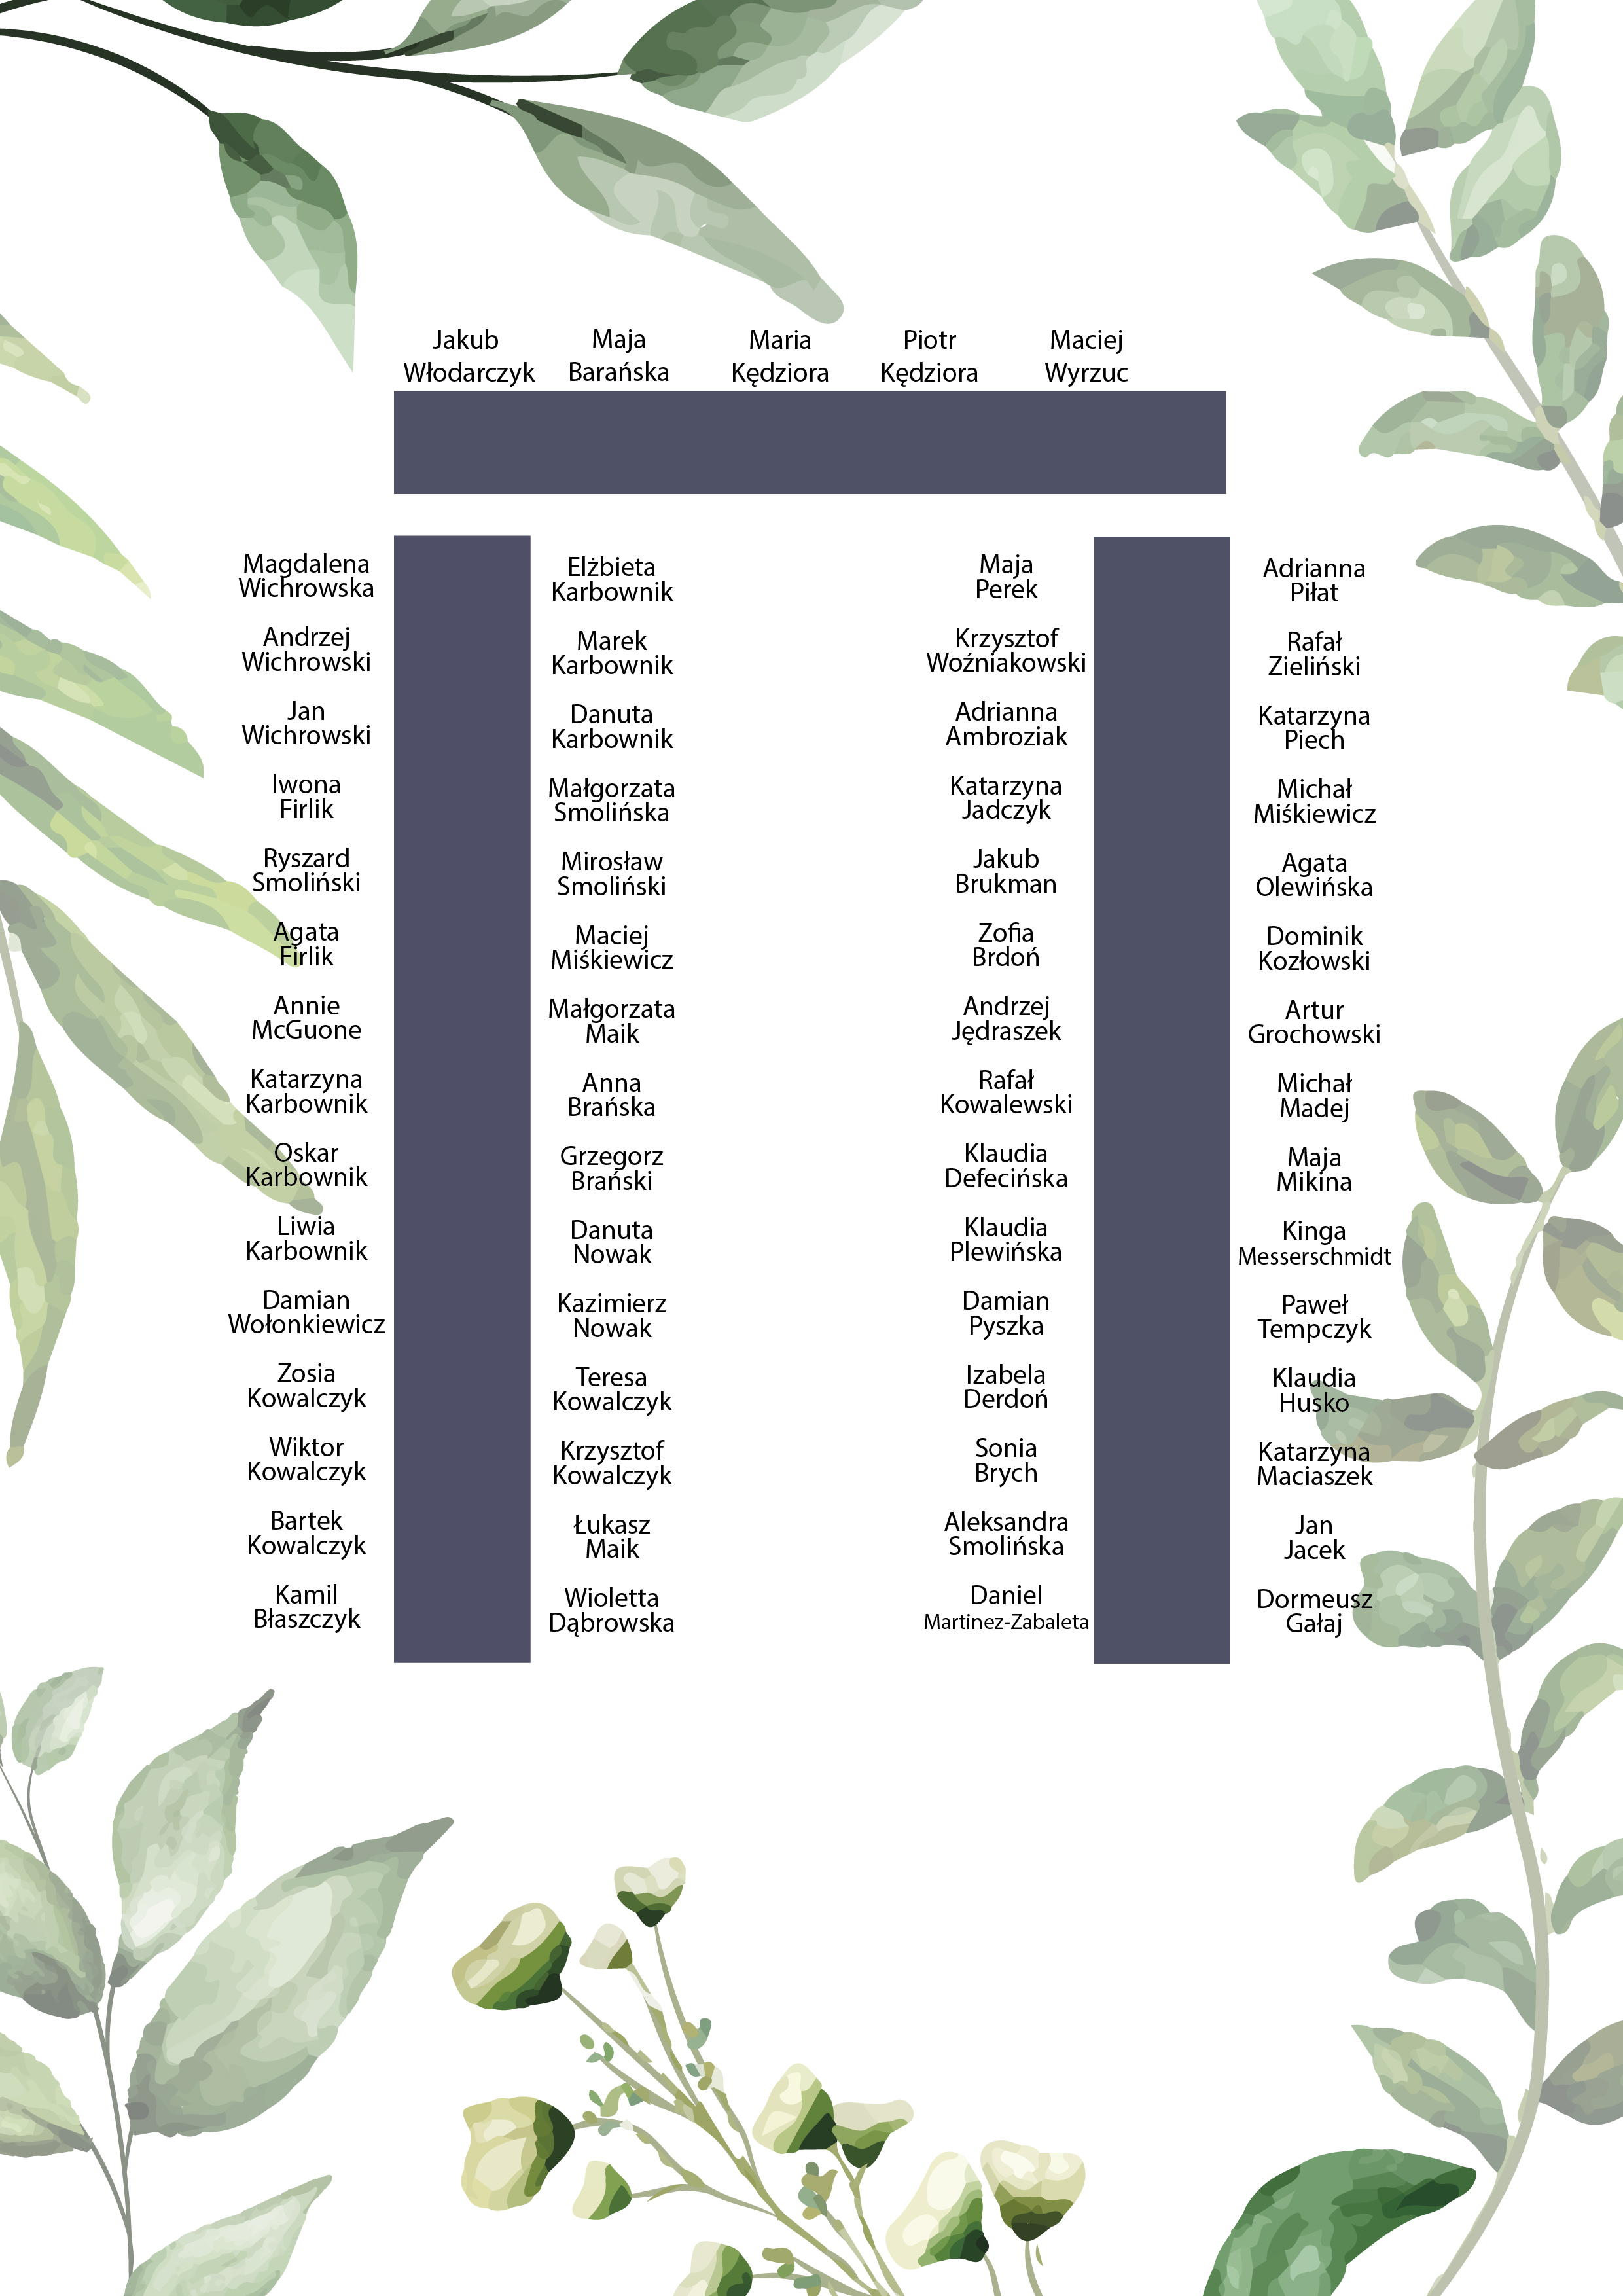 Jakub
Włodarczyk
Maja
Barańska
Maria
Kędziora
Piotr
Kędziora
Maciej
Wyrzuc
Magdalena
Wichrowska
Andrzej
Wichrowski
Jan
Wichrowski
Iwona
Firlik
Ryszard
Smoliński
Agata
Firlik
Annie
McGuone
Katarzyna
Karbownik
Oskar
Karbownik
Liwia
Karbownik
Damian
Wołonkiewicz
Zosia
Kowalczyk
Wiktor
Kowalczyk
Bartek
Kowalczyk
Kamil
Błaszczyk
Elżbieta
Karbownik
Marek
Karbownik
Danuta
Karbownik
Małgorzata
Smolińska
Mirosław
Smoliński
Maciej
Miśkiewicz
Małgorzata
Maik
Anna
Brańska
Grzegorz
Brański
Danuta
Nowak
Kazimierz
Nowak
Teresa
Kowalczyk
Krzysztof
Kowalczyk
Łukasz
Maik
Wioletta
Dąbrowska
Maja
Perek
Krzysztof
Woźniakowski
Adrianna
Ambroziak
Katarzyna
Jadczyk
Jakub
Brukman
Zofia
Brdoń
Andrzej
Jędraszek
Rafał
Kowalewski
Klaudia
Defecińska
Klaudia
Plewińska
Damian
Pyszka
Izabela
Derdoń
Sonia
Brych
Aleksandra
Smolińska
Daniel
Martinez-Zabaleta
Adrianna
Piłat
Rafał
Zieliński
Katarzyna
Piech
Michał
Miśkiewicz
Agata
Olewińska
Dominik
Kozłowski
Artur
Grochowski
Michał
Madej
Maja
Mikina
Kinga
Messerschmidt
Paweł
Tempczyk
Klaudia
Husko
Katarzyna
Maciaszek
Jan
Jacek
Dormeusz
Gałaj